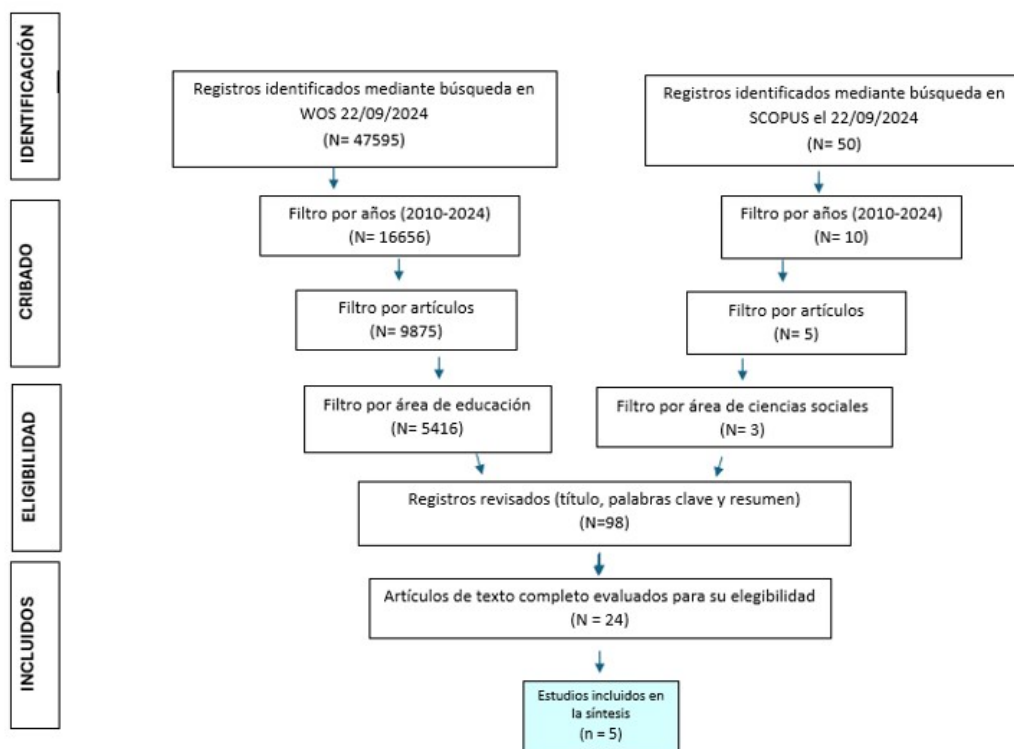 IDENTIFICACIÓN
Registros identificados mediante búsqueda en
WOS 22/09/2024
(N= 47595)
Registros identificados mediante búsqueda en
SCOPUS el 22/09/2024
(N= 50)
CRIBADO
Filtro por años (2010-2024)
(N= 16656)
Filtro por años (2010-2024)
(N= 10)
Filtro por artículos
(N= 9875)
Filtro por artículos
(N= 5)
ELIGIBILIDAD
Filtro por área de educación
(N= 5416)
Filtro por área de ciencias sociales
(N= 3)
Registros revisados (título, palabras clave y resumen)
(N=98)
INCLUIDOS
Artículos de texto completo evaluados para su elegibilidad
(N = 24)
Estudios incluidos en
la síntesis
(n = 5)